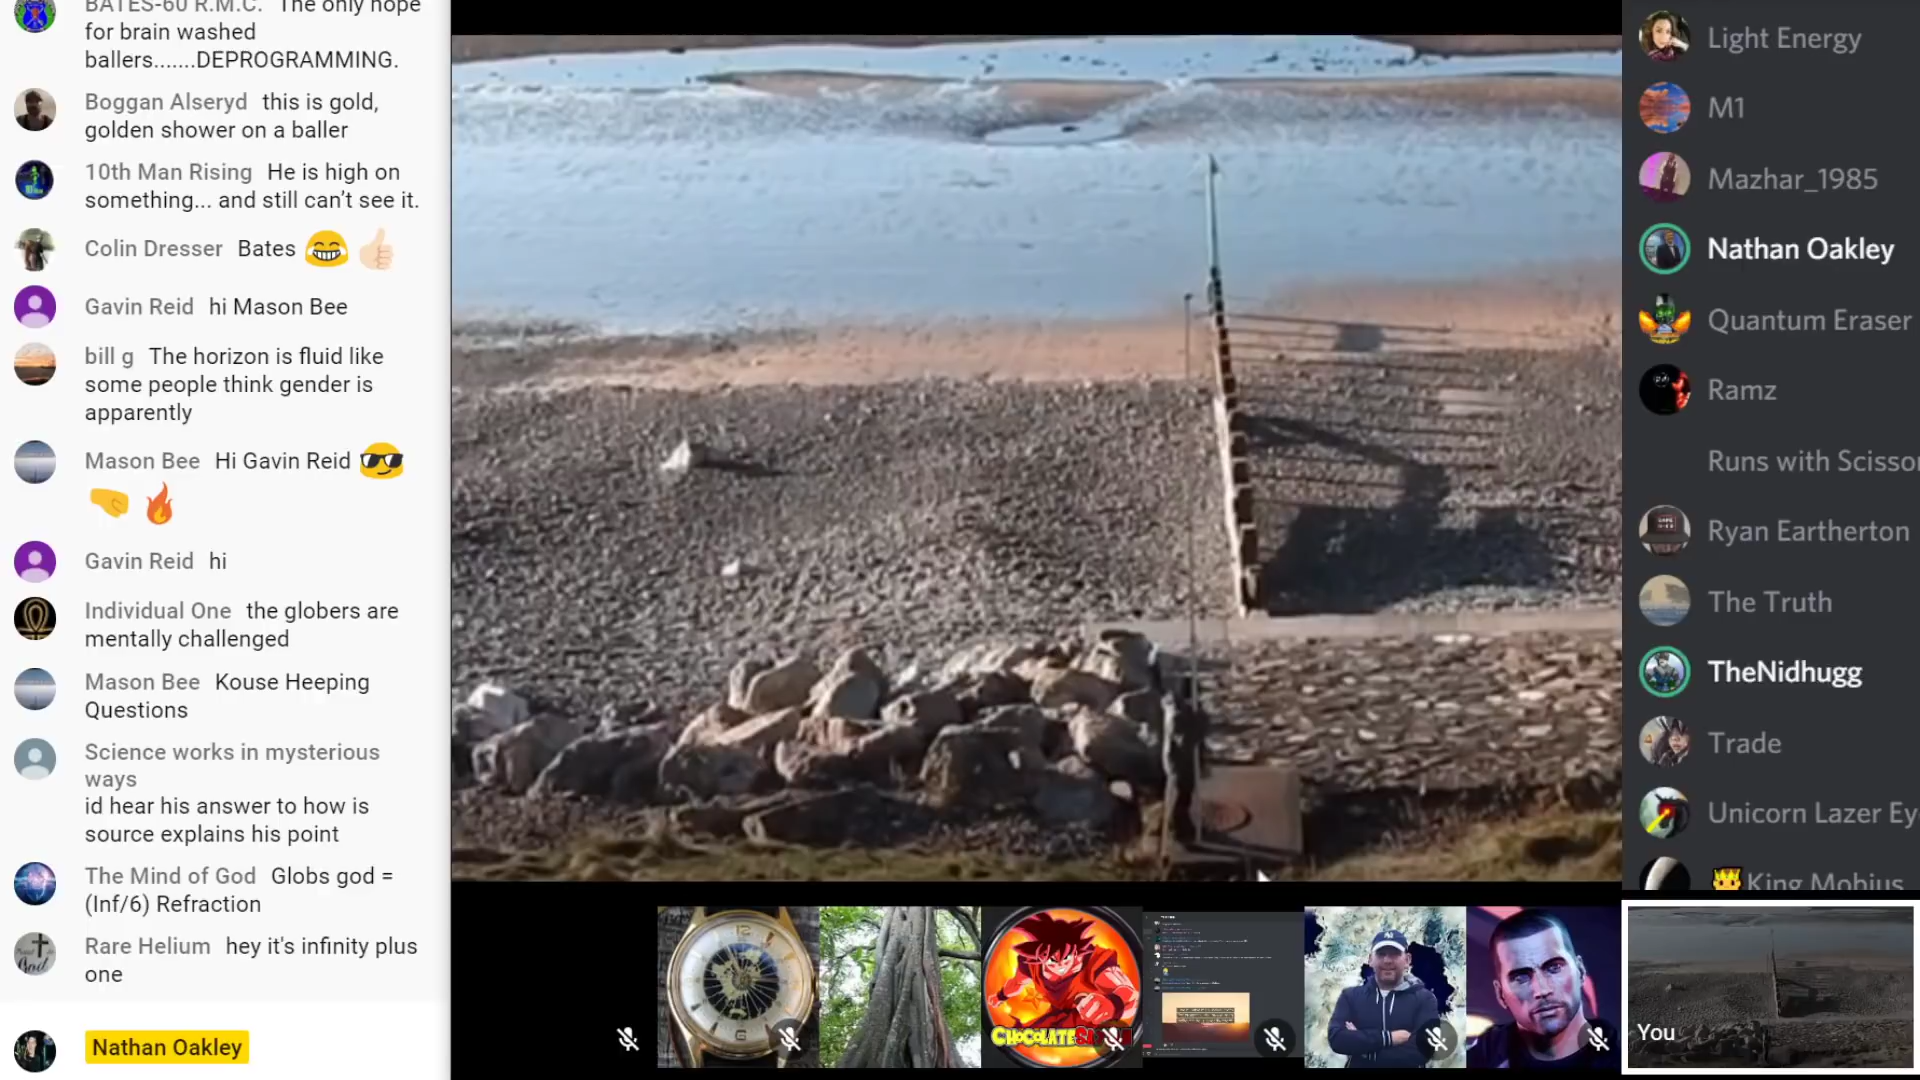 BATES-60 R.M.C. The only hope
for brain washed
ballers.......DEPROGRAMMING.
Boggan Alseryd this is gold,
golden shower on a baller
10th Man Rising He is high on
something... and still can’t see it.
Colin Dresser Bates
Gavin Reid hi Mason Bee
bill g The horizon is fluid like
some people think gender is
apparently
Mason Bee Hi Gavin Reid
Gavin Reid hi
Individual One the globers are
mentally challenged
Mason Bee Kouse Heeping
Questions
Science works in mysterious
ways
id hear his answer to how is
source explains his point
The Mind of God Globs god =
(Inf/6) Refraction
Rare Helium hey it's infinity plus
one
Nathan Oakley
Light Energy
M1
Mazhar_1985
Nathan Oakley
Quantum Eraser
Ramz
Runs with Scissor
Ryan Eartherton
The Truth
TheNidhugg
Trade
Unicorn Lazer Ey
King Mobius
You